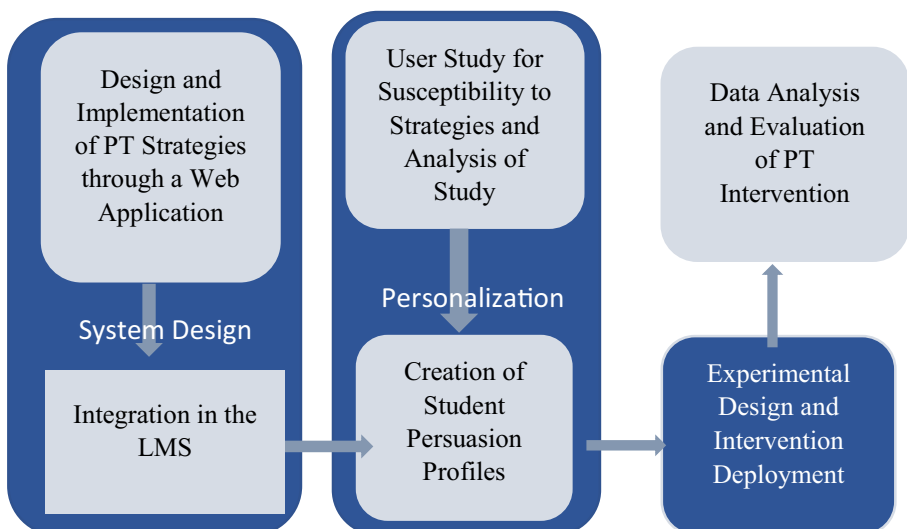 Design and
Implementation
of PT Strategies
through a Web
Application
System Design
Integration in the
LMS
User Study for
Susceptibility to
Strategies and
Analysis of
Study
Personalization
Creation of
Student
Persuasion
Profiles
Data Analysis
and Evaluation
of PT
Intervention
Experimental
Design and
Intervention
Deployment